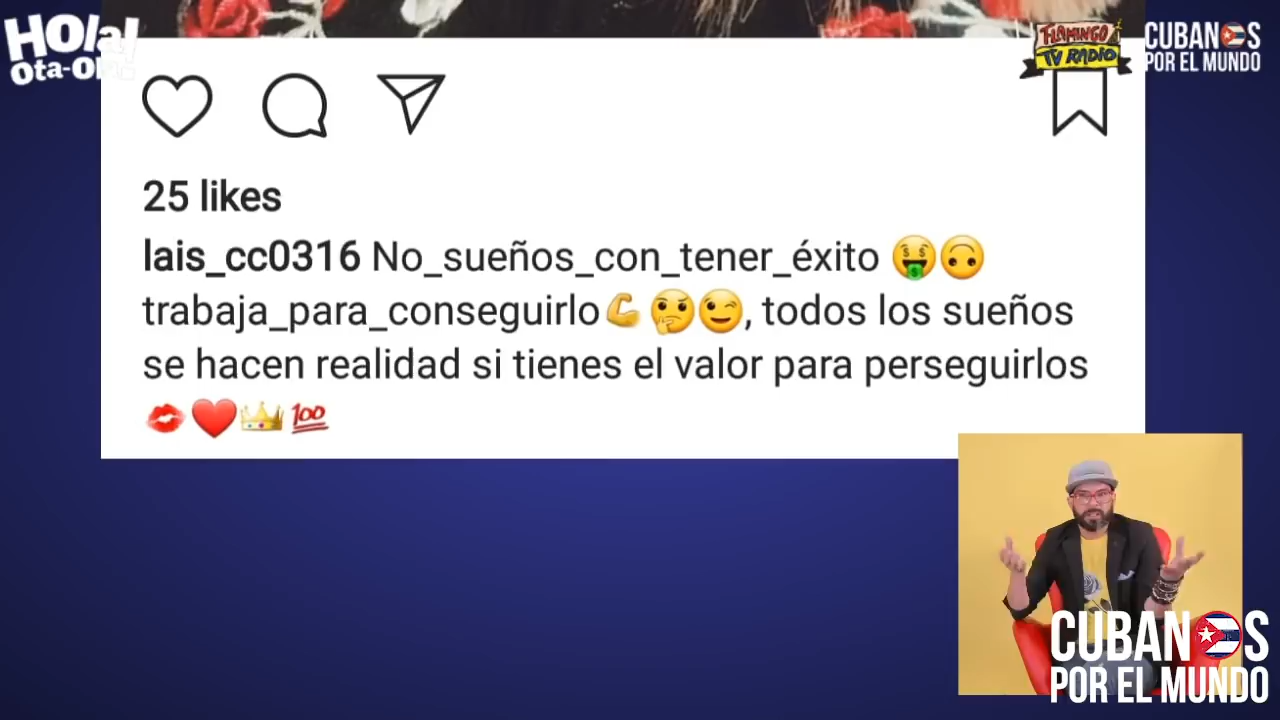 HOla!
Ota-Ola!
FLAMINGO
TV RADIO
CUBANOS
POR EL MUNDO
25 likes
lais_cc0316 No_sueños_con_tener_éxito 🤑🙃
trabaja_para_conseguirlo💪🤔😉, todos los sueños
se hacen realidad si tienes el valor para perseguirlos
💋❤️👑💯
CUBANOS
POR EL MUNDO